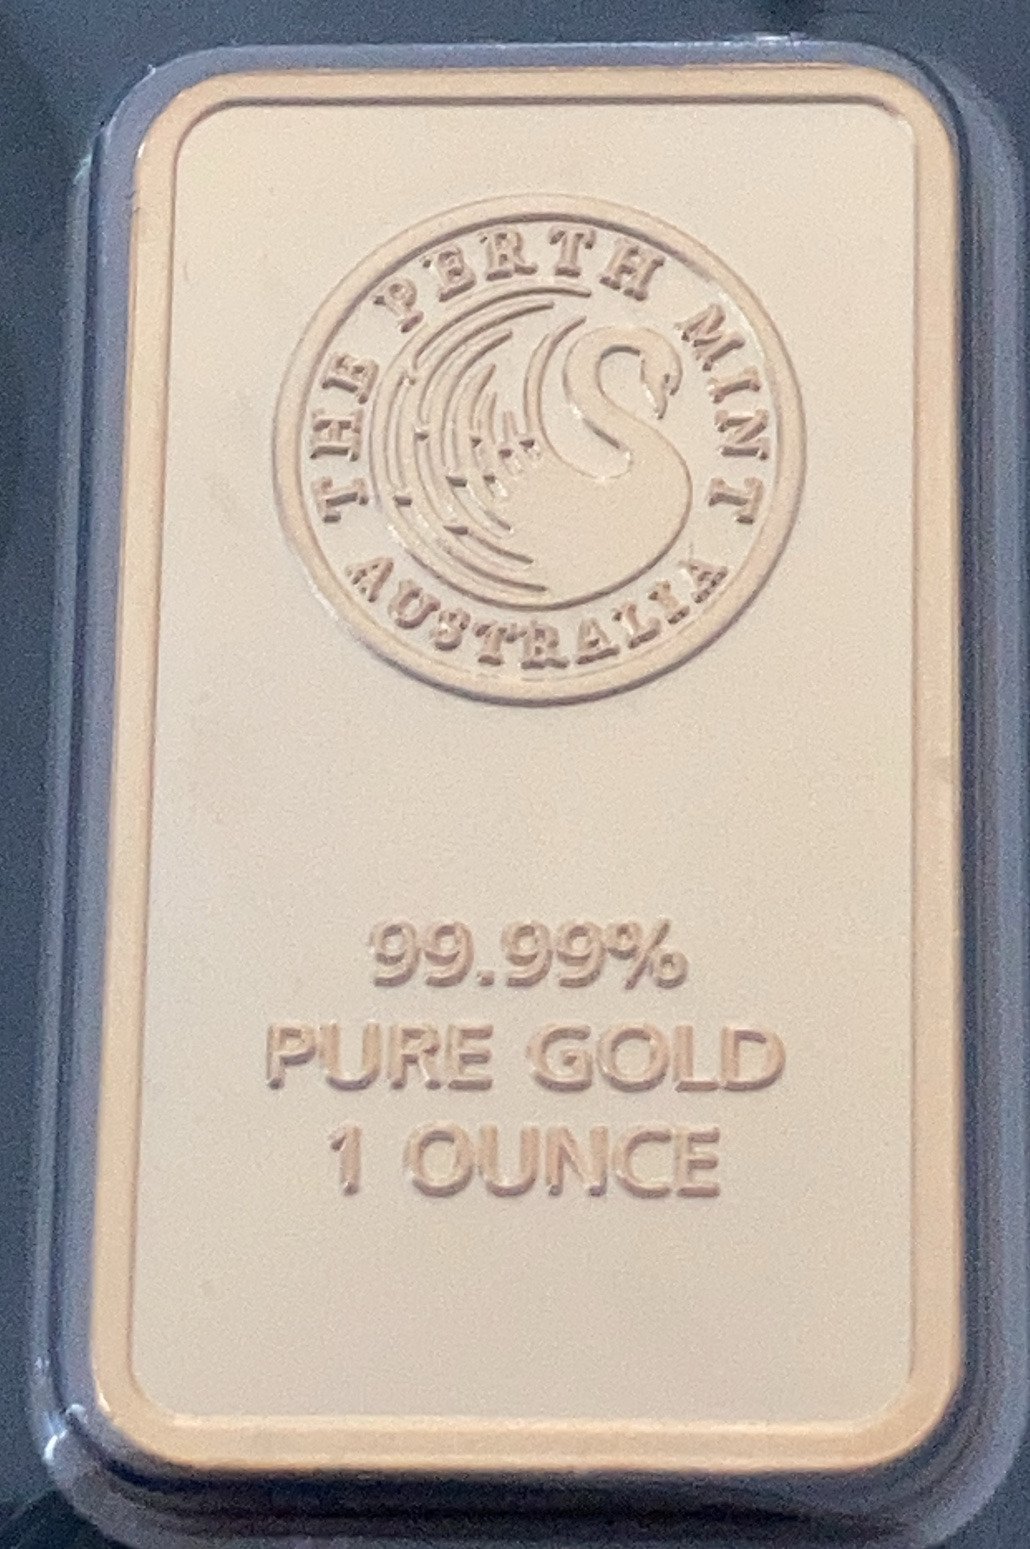 THE PERTH MINT
AUSTRALIA
99.99%
PURE GOLD
1 OUNCE